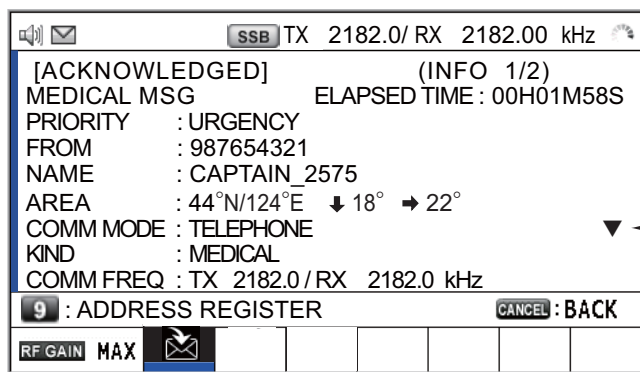 SSB TX 2182.0/ RX 2182.00 kHz
[ACKNOWLEDGED] (INFO 1/2)
MEDICAL MSG ELAPSED TIME : 00H01M58S
PRIORITY : URGENCY
FROM : 987654321
NAME : CAPTAIN_2575
AREA : 44°N/124°E ⬇ 18° ➡ 22°
COMM MODE : TELEPHONE ▼
KIND : MEDICAL
COMM FREQ : TX 2182.0 / RX 2182.0 kHz
9 : ADDRESS REGISTER CANCEL : BACK
RF GAIN MAX